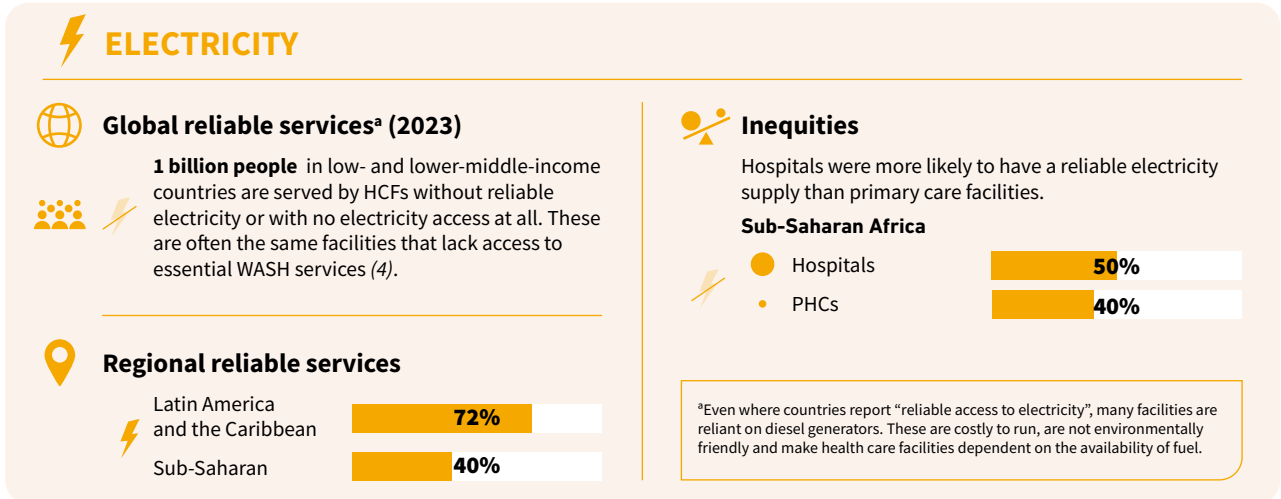 ELECTRICITY
Global reliable servicesᵃ (2023)
1 billion people in low- and lower-middle-income
countries are served by HCFs without reliable
electricity or with no electricity access at all. These
are often the same facilities that lack access to
essential WASH services (4).
Regional reliable services
Latin America
and the Caribbean
72%
Sub-Saharan
40%
Inequities
Hospitals were more likely to have a reliable electricity
supply than primary care facilities.
Sub-Saharan Africa
Hospitals
50%
PHCs
40%
ᵃEven where countries report “reliable access to electricity”, many facilities are
reliant on diesel generators. These are costly to run, are not environmentally
friendly and make health care facilities dependent on the availability of fuel.